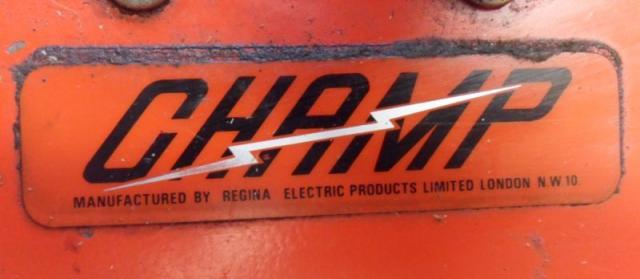 CHAMP
MANUFACTURED BY REGINA ELECTRIC PRODUCTS LIMITED LONDON N.W.10.